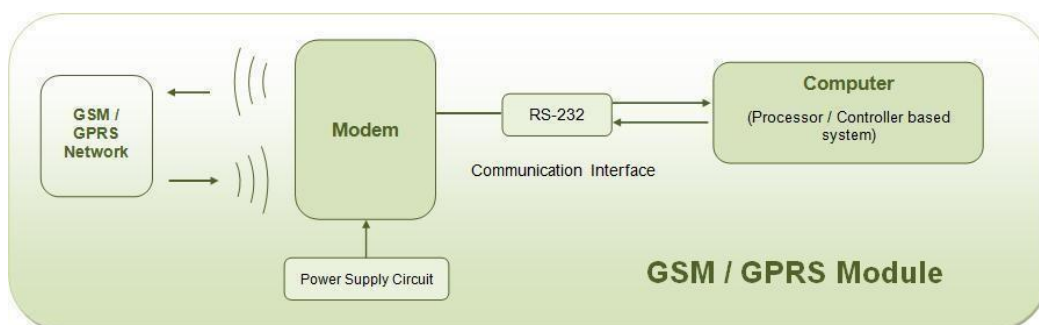 GSM /
GPRS
Network
Modem
RS-232
Communication Interface
Computer
(Processor / Controller based
system)
Power Supply Circuit
GSM / GPRS Module